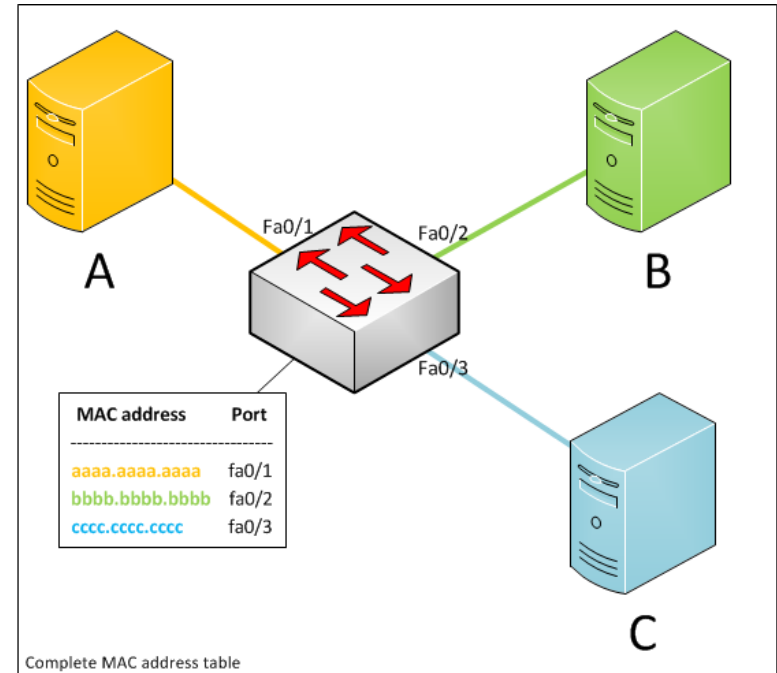 Fa0/1
Fa0/2
A
B
Fa0/3
MAC address Port
----------------------------------
aaaa.aaaa.aaaa fa0/1
bbbb.bbbb.bbbb fa0/2
cccc.cccc.cccc fa0/3
C
Complete MAC address table